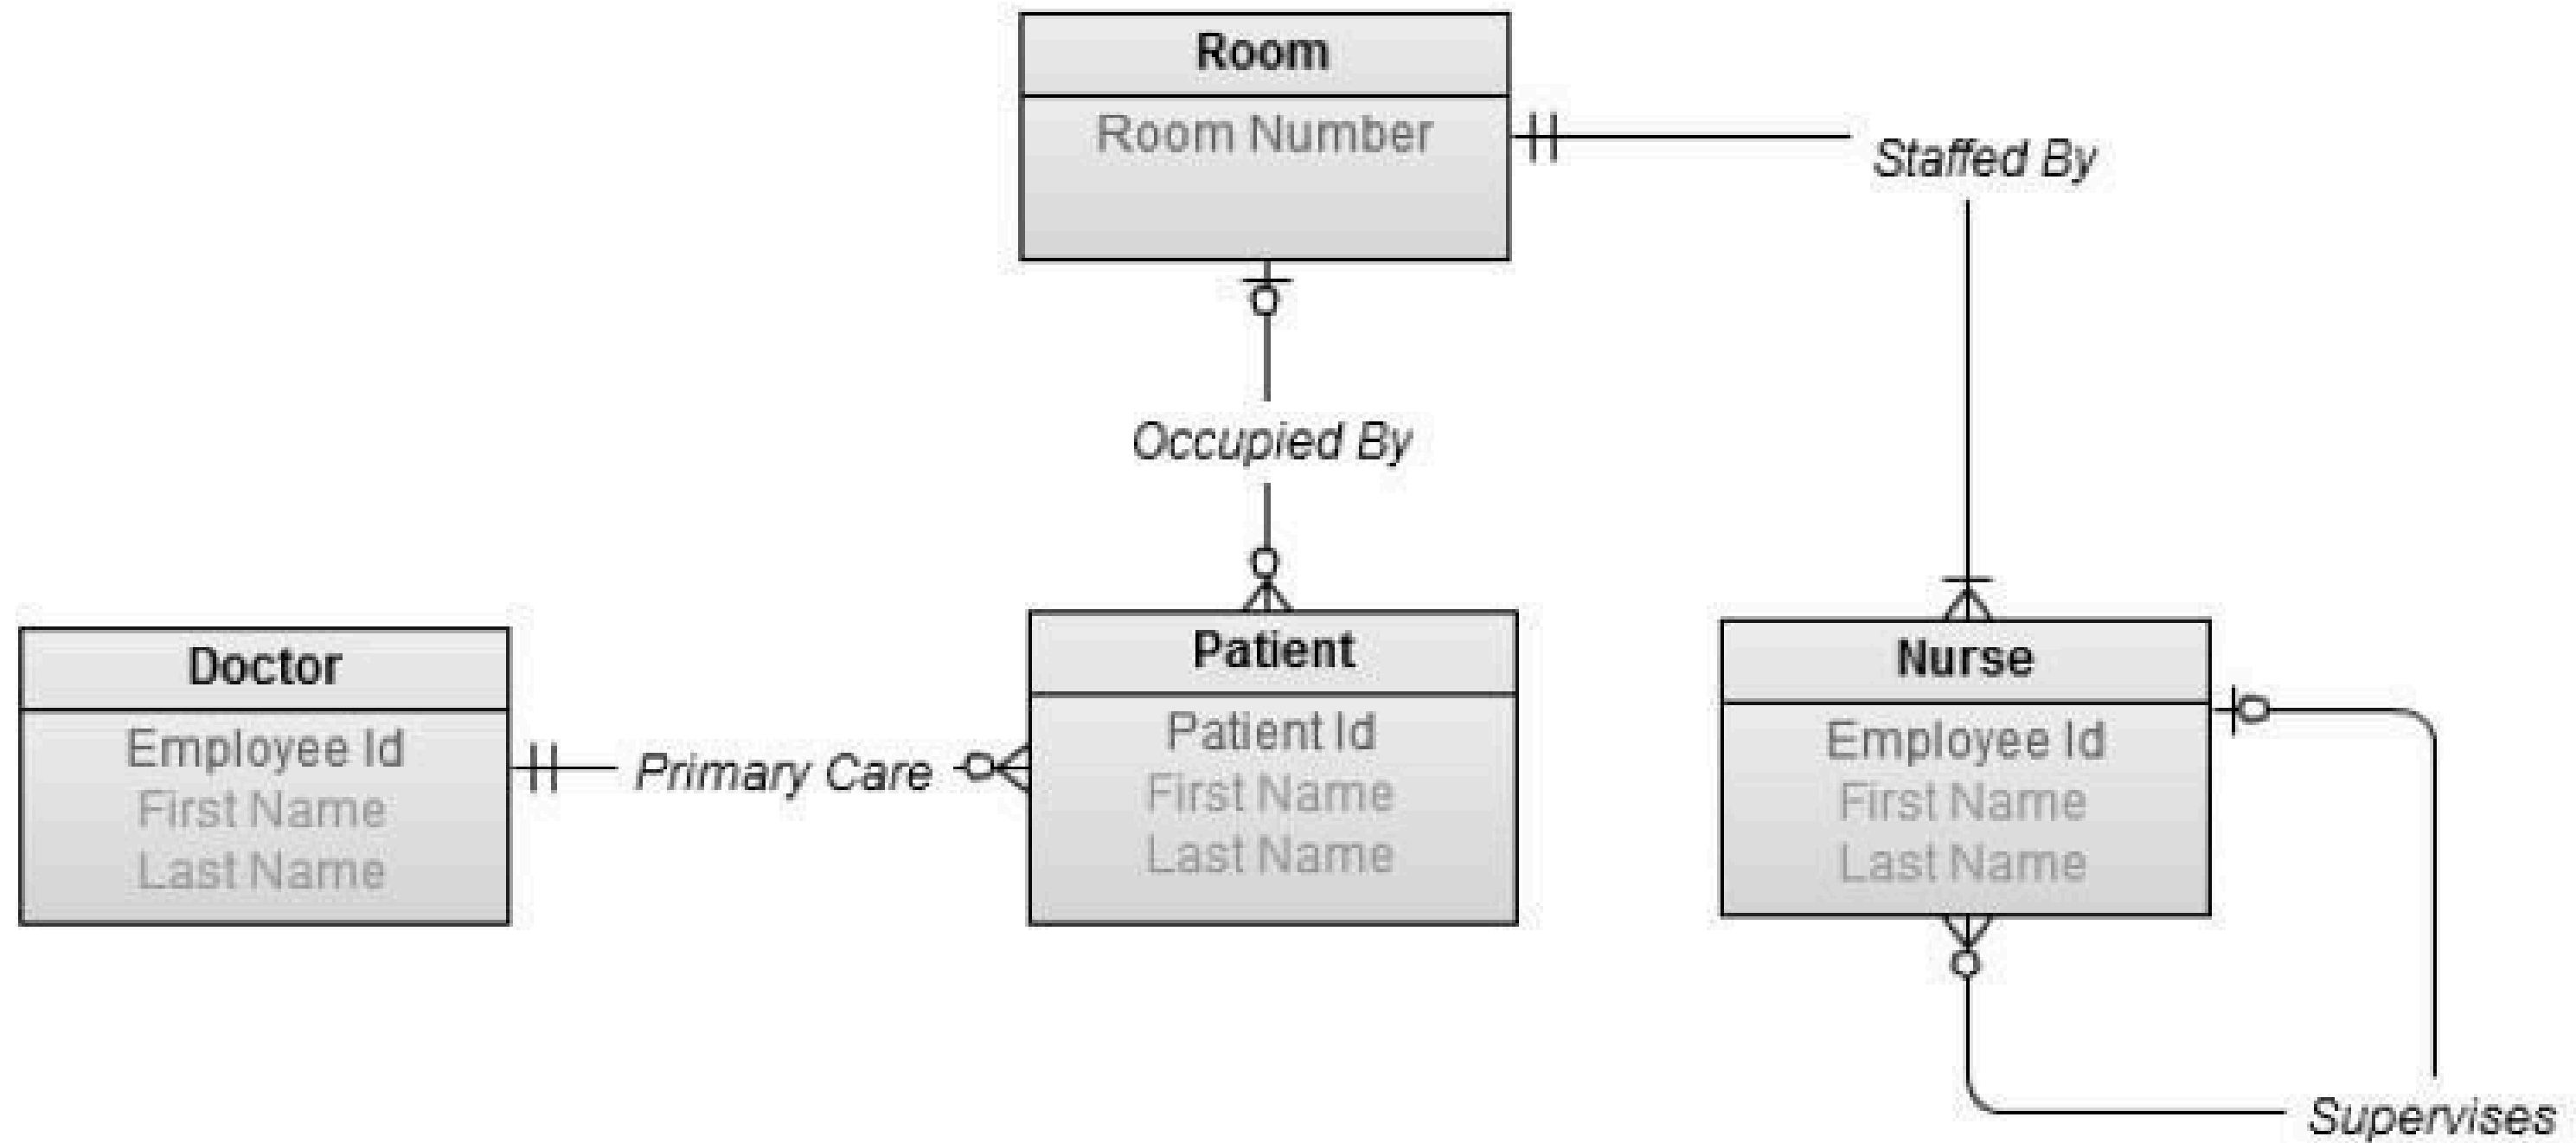 Room
Room Number
Staffed By
Occupied By
Doctor
Employee Id
First Name
Last Name
Primary Care
Patient
Patient Id
First Name
Last Name
Nurse
Employee Id
First Name
Last Name
Supervises